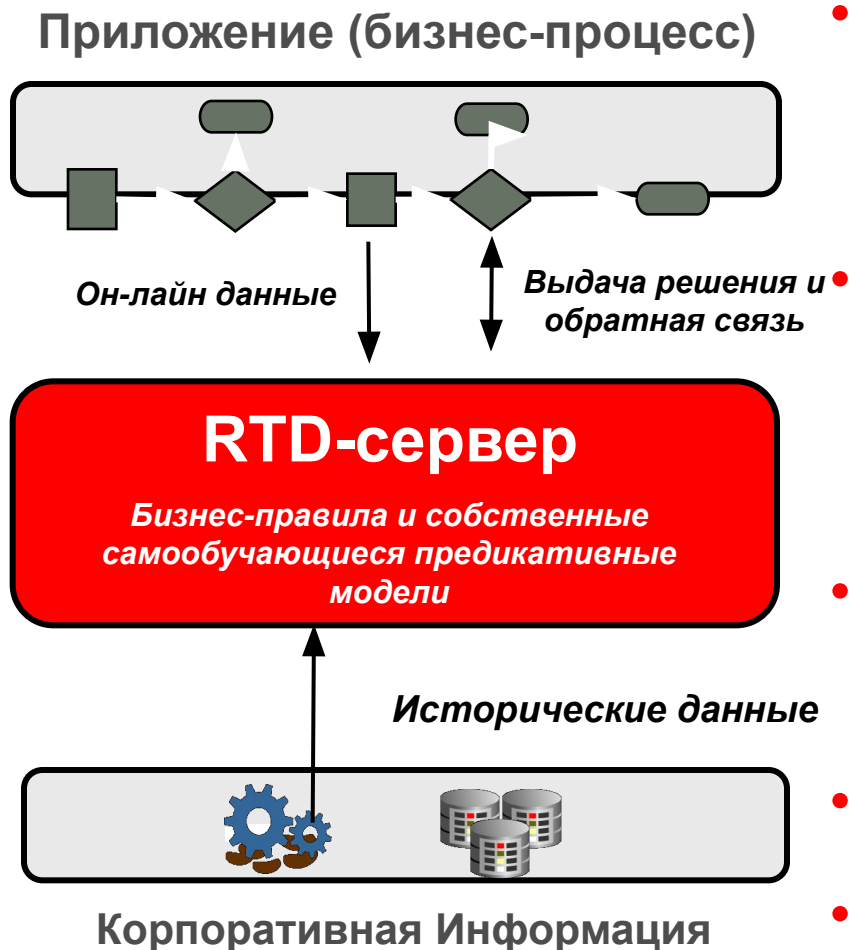 Приложение (бизнес-процесс)
Он-лайн данные
Выдача решения и
обратная связь
RTD-сервер
Бизнес-правила и собственные
самообучающиеся предикативные
модели
Исторические данные
Корпоративная Информация